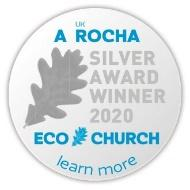 UK
A ROCHA
SILVER
AWARD
WINNER
2020
ECO CHURCH
learn more